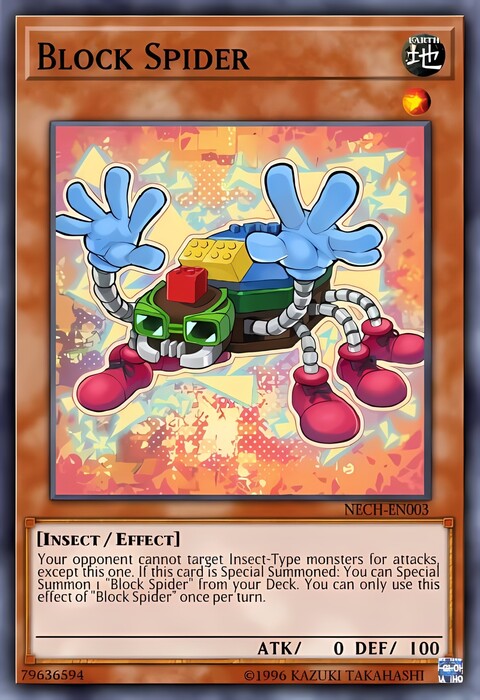 BLOCK SPIDER
EARTH
地
NECH-EN003
[INSECT / EFFECT]
Your opponent cannot target Insect-Type monsters for attacks,
except this one. If this card is Special Summoned: You can Special
Summon 1 "Block Spider" from your Deck. You can only use this
effect of "Block Spider" once per turn.
ATK/ 0 DEF/ 100
79636594
©1996 KAZUKI TAKAHASHI